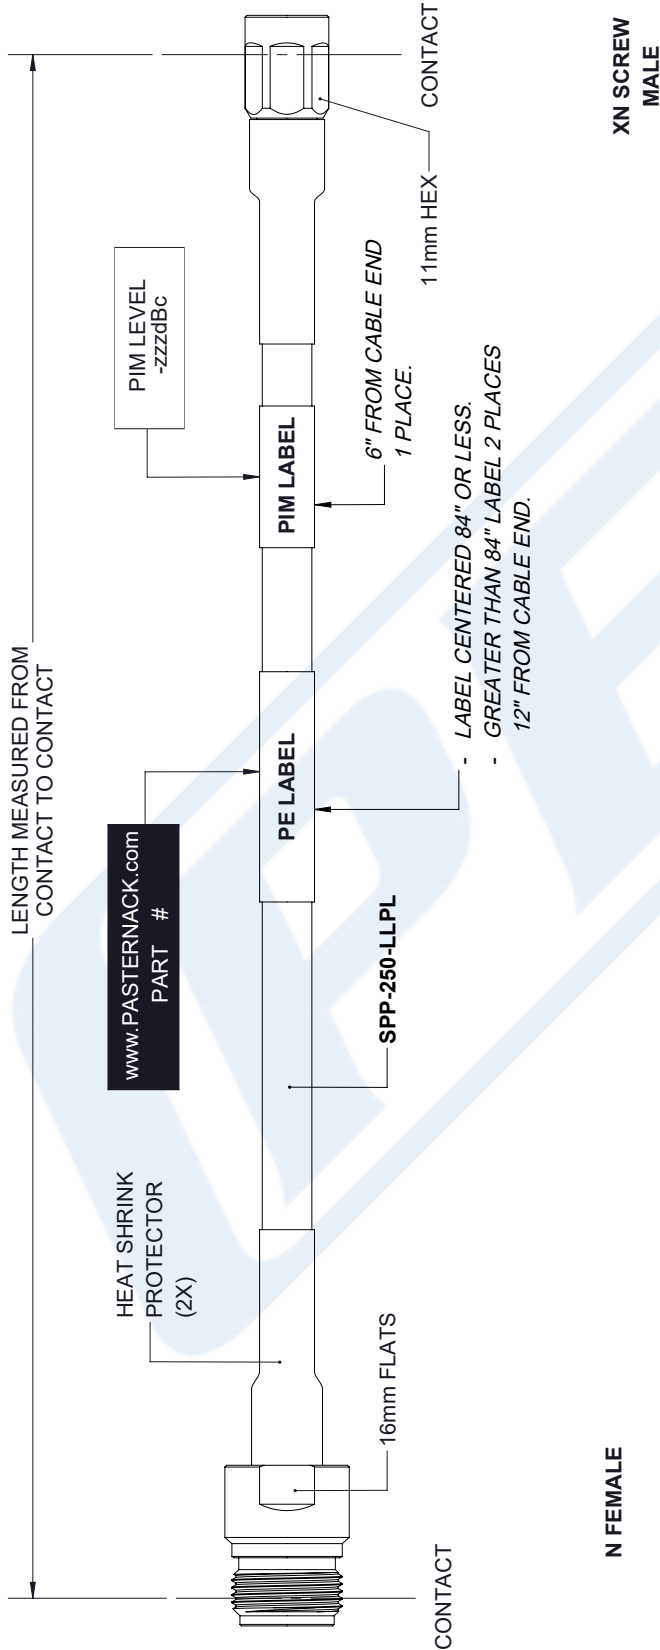 LENGTH MEASURED FROM
CONTACT TO CONTACT
HEAT SHRINK
PROTECTOR
(2X)
www.PASTERNACK.com
PART #
PIM LEVEL
-zzzdBc
PE LABEL
PIM LABEL
16mm FLATS
SPP-250-LLPL
6" FROM CABLE END
1 PLACE.
11mm HEX
CONTACT
CONTACT
- LABEL CENTERED 84" OR LESS.
- GREATER THAN 84" LABEL 2 PLACES
12" FROM CABLE END.
N FEMALE
XN SCREW
MALE